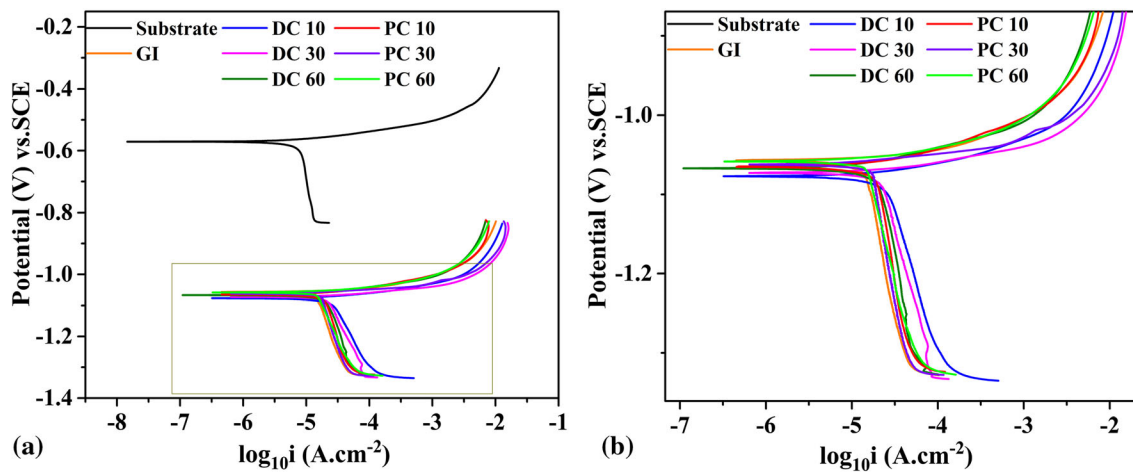 Substrate DC 10 PC 10
GI DC 30 PC 30
DC 60 PC 60
-0.2
-0.4
-0.6
-0.8
-1.0
-1.2
-1.4
Potential (V) vs.SCE
-8 -7 -6 -5 -4 -3 -2 -1
log₁₀i (A.cm⁻²)
(a)
Substrate DC 10 PC 10
GI DC 30 PC 30
DC 60 PC 60
-1.0
-1.2
Potential (V) vs.SCE
-7 -6 -5 -4 -3 -2
log₁₀i (A.cm⁻²)
(b)